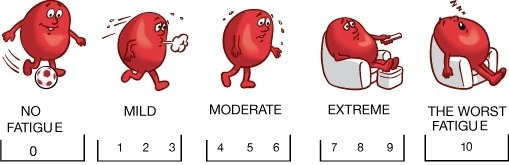 NO
FATIGUE
MILD
MODERATE
EXTREME
THE WORST
FATIGUE
0
1 2 3
4 5 6
7 8 9
10